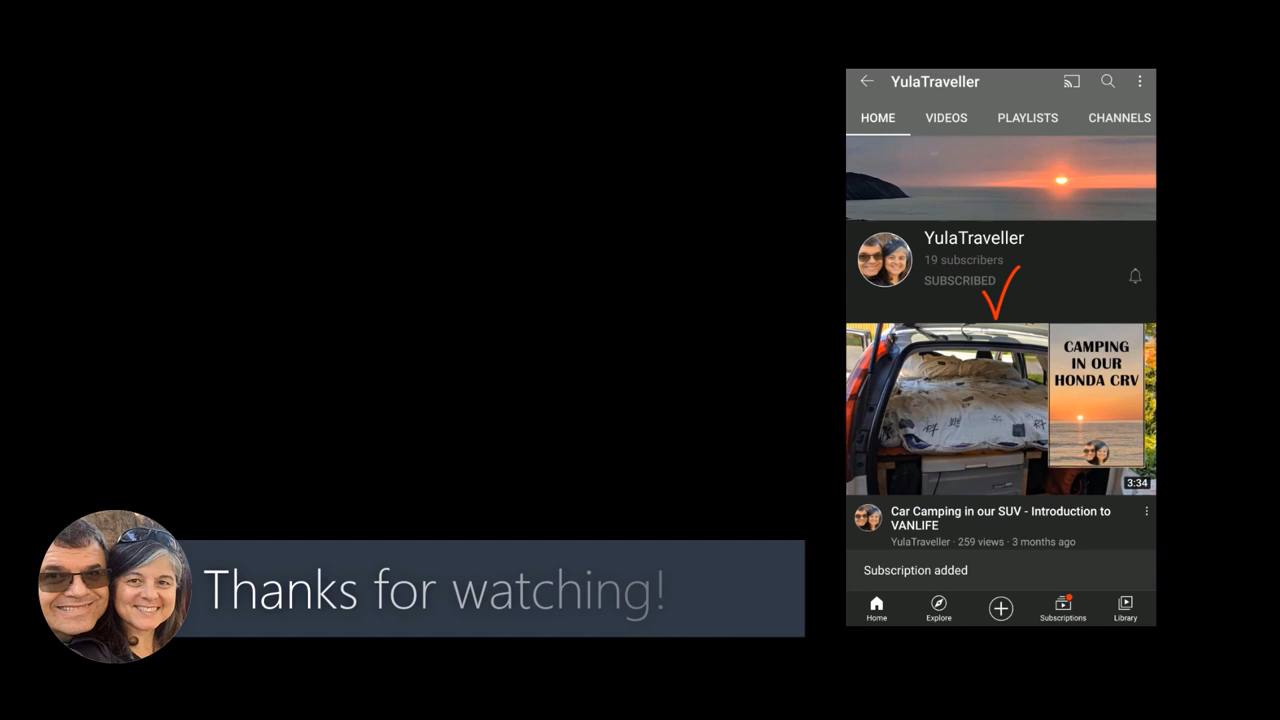 YulaTraveller
HOME VIDEOS PLAYLISTS CHANNELS
YulaTraveller
19 subscribers
SUBSCRIBED
CAMPING
IN OUR
HONDA CRV
3:34
Car Camping in our SUV - Introduction to
VANLIFE
YulaTraveller · 259 views · 3 months ago
Subscription added
Home Explore Subscriptions Library
Thanks for watching!